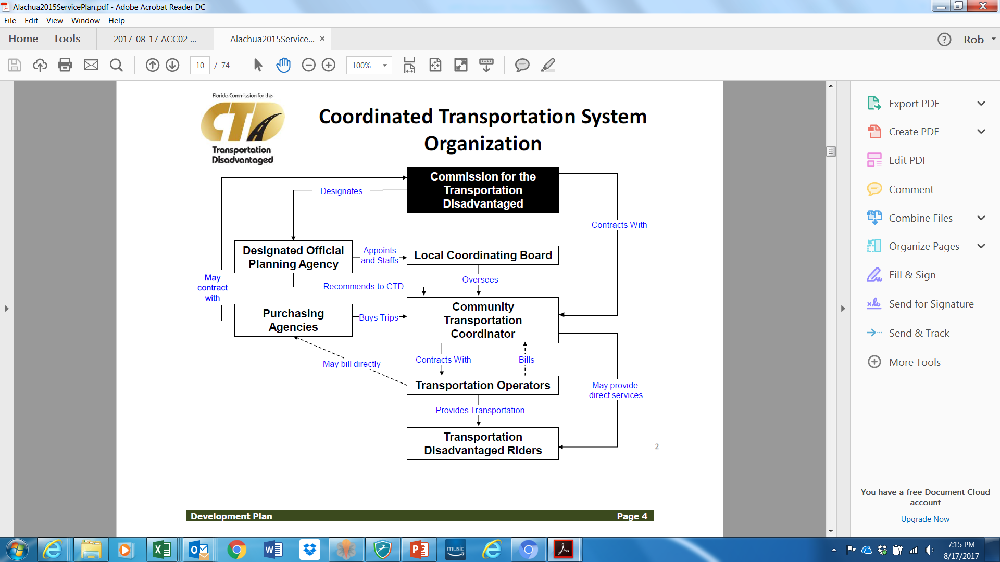 Alachua2015ServicePlan.pdf - Adobe Acrobat Reader DC
File Edit View Window Help
Home Tools 2017-08-17 ACC02 ... Alachua2015Service... × ? Rob
10 / 74 100%
Florida Commission for the
CTD
Transportation
Disadvantaged
Coordinated Transportation System
Organization
Commission for the
Transportation
Disadvantaged
Designates
Contracts With
Designated Official
Planning Agency
Appoints
and Staffs
Local Coordinating Board
May
contract
with
Recommends to CTD
Oversees
Purchasing
Agencies
Buys Trips
Community
Transportation
Coordinator
May bill directly
Contracts With
Bills
Transportation Operators
May provide
direct services
Provides Transportation
Transportation
Disadvantaged Riders
2
Development Plan Page 4
Export PDF
Create PDF
Edit PDF
Comment
Combine Files
Organize Pages
Fill & Sign
Send for Signature
Send & Track
More Tools
You have a free Document Cloud
account
Upgrade Now
music
7:15 PM
8/17/2017